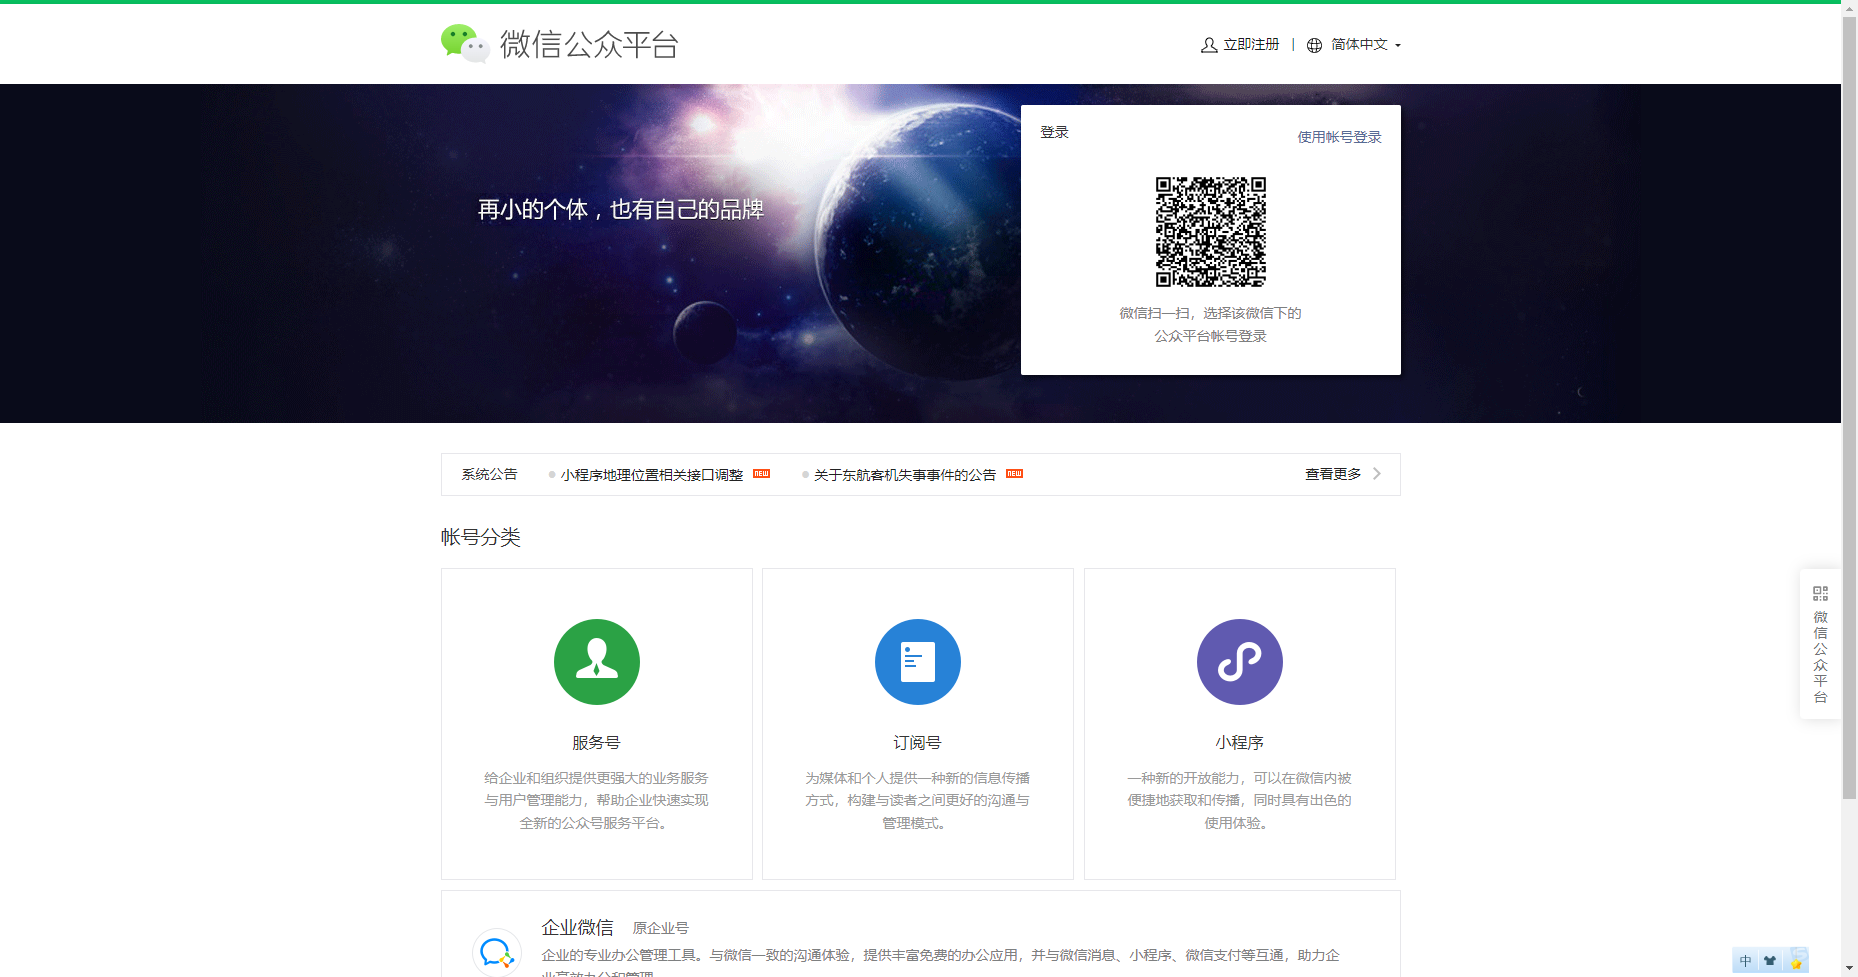 微信公众平台
立即注册 | 简体中文
登录
使用帐号登录
再小的个体，也有自己的品牌
微信扫一扫，选择该微信下的
公众平台帐号登录
系统公告
小程序地理位置相关接口调整 NEW
关于东航客机失事事件的公告 NEW
查看更多
帐号分类
服务号
给企业和组织提供更强大的业务服务
与用户管理能力，帮助企业快速实现
全新的公众号服务平台。
订阅号
为媒体和个人提供一种新的信息传播
方式，构建与读者之间更好的沟通与
管理模式。
小程序
一种新的开放能力，可以在微信内被
便捷地获取和传播，同时具有出色的
使用体验。
微信公众平台
企业微信 原企业号
企业的专业办公管理工具。与微信一致的沟通体验，提供丰富免费的办公应用，并与微信消息、小程序、微信支付等互通，助力企
业高效办公和管理
中